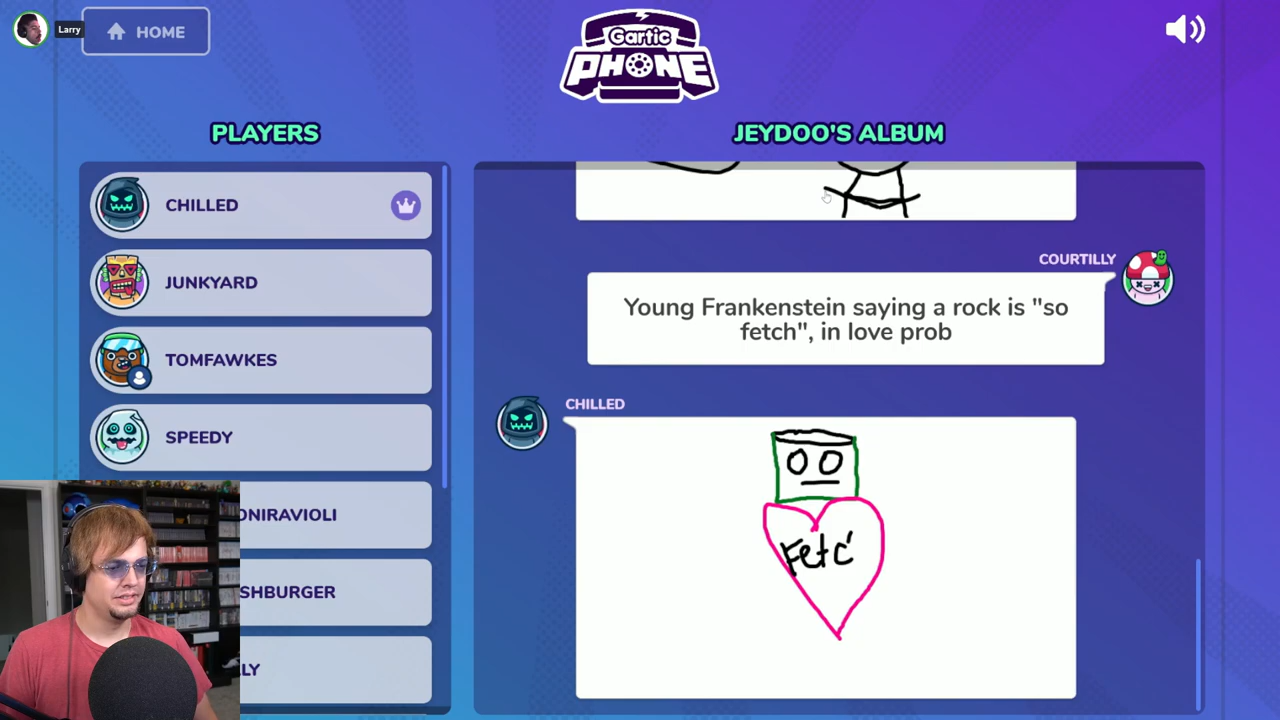 Larry
HOME
Gartic
PHONE
PLAYERS
JEYDOO'S ALBUM
CHILLED
JUNKYARD
TOMFAWKES
SPEEDY
ONIRAVIOLI
SHBURGER
LY
COURTILLY
Young Frankenstein saying a rock is "so
fetch", in love prob
CHILLED
Fetc'